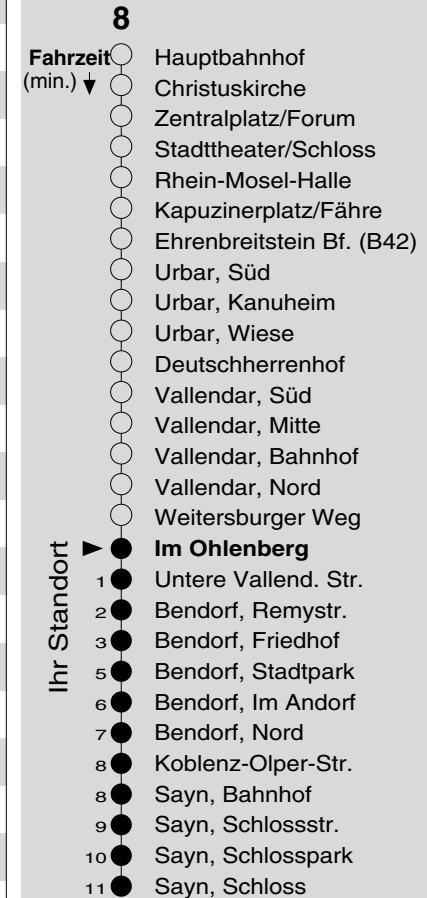 8
Fahrzeit Hauptbahnhof
(min.) Christuskirche
Zentralplatz/Forum
Stadttheater/Schloss
Rhein-Mosel-Halle
Kapuzinerplatz/Fähre
Ehrenbreitstein Bf. (B42)
Urbar, Süd
Urbar, Kanuheim
Urbar, Wiese
Deutschherrenhof
Vallendar, Süd
Vallendar, Mitte
Vallendar, Bahnhof
Vallendar, Nord
Weitersburger Weg
Ihr Standort
Im Ohlenberg
1 Untere Vallend. Str.
2 Bendorf, Remystr.
3 Bendorf, Friedhof
5 Bendorf, Stadtpark
6 Bendorf, Im Andorf
7 Bendorf, Nord
8 Koblenz-Olper-Str.
8 Sayn, Bahnhof
9 Sayn, Schlossstr.
10 Sayn, Schlosspark
11 Sayn, Schloss